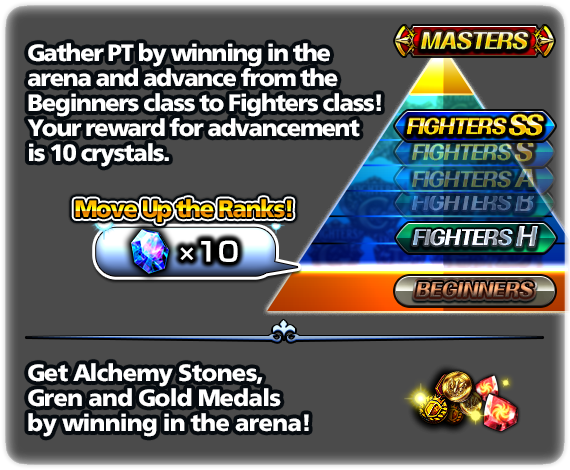 Gather PT by winning in the
arena and advance from the
Beginners class to Fighters class!
Your reward for advancement
is 10 crystals.
MASTERS
FIGHTERS SS
FIGHTERS S
FIGHTERS A
FIGHTERS B
FIGHTERS H
BEGINNERS
Move Up the Ranks!
×10
Get Alchemy Stones,
Gren and Gold Medals
by winning in the arena!